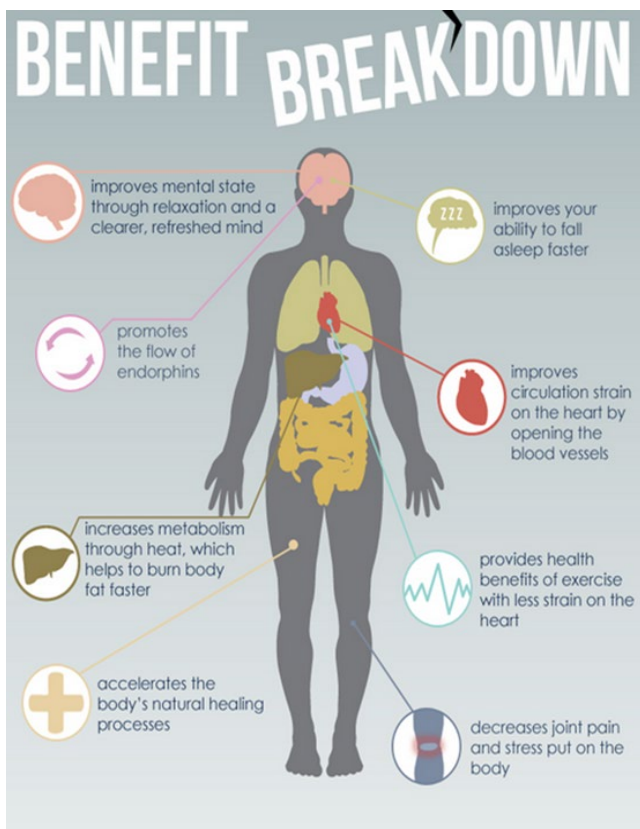 BENEFIT BREAKDOWN
improves mental state
through relaxation and a
clearer, refreshed mind
ZZZ
improves your
ability to fall
asleep faster
promotes
the flow of
endorphins
improves
circulation strain
on the heart by
opening the
blood vessels
increases metabolism
through heat, which
helps to burn body
fat faster
provides health
benefits of exercise
with less strain on the
heart
accelerates the
body's natural healing
processes
decreases joint pain
and stress put on the
body